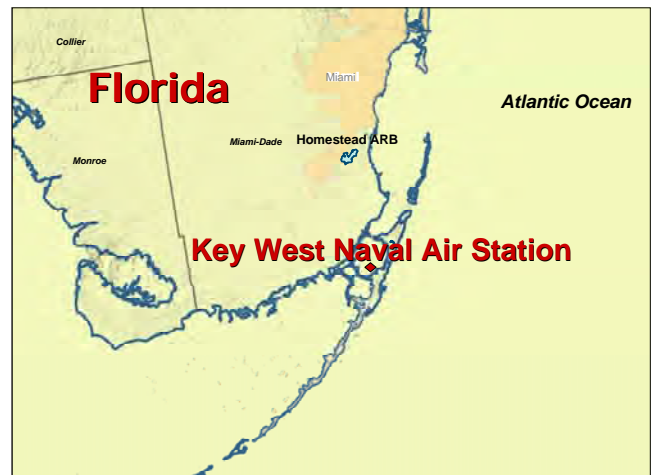 Collier
Florida
Miami
Atlantic Ocean
Miami-Dade
Homestead ARB
Monroe
Key West Naval Air Station